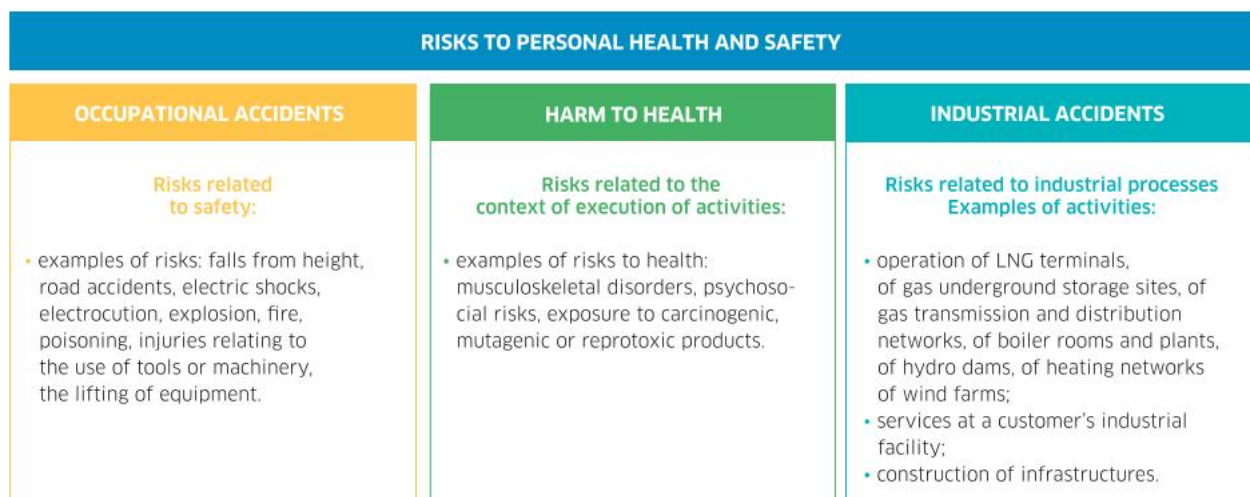 RISKS TO PERSONAL HEALTH AND SAFETY
OCCUPATIONAL ACCIDENTS
Risks related
to safety:
• examples of risks: falls from height,
road accidents, electric shocks,
electrocution, explosion, fire,
poisoning, injuries relating to
the use of tools or machinery,
the lifting of equipment.
HARM TO HEALTH
Risks related to the
context of execution of activities:
• examples of risks to health:
musculoskeletal disorders, psychoso-
cial risks, exposure to carcinogenic,
mutagenic or reprotoxic products.
INDUSTRIAL ACCIDENTS
Risks related to industrial processes
Examples of activities:
• operation of LNG terminals,
of gas underground storage sites, of
gas transmission and distribution
networks, of boiler rooms and plants,
of hydro dams, of heating networks
of wind farms;
• services at a customer's industrial
facility;
• construction of infrastructures.